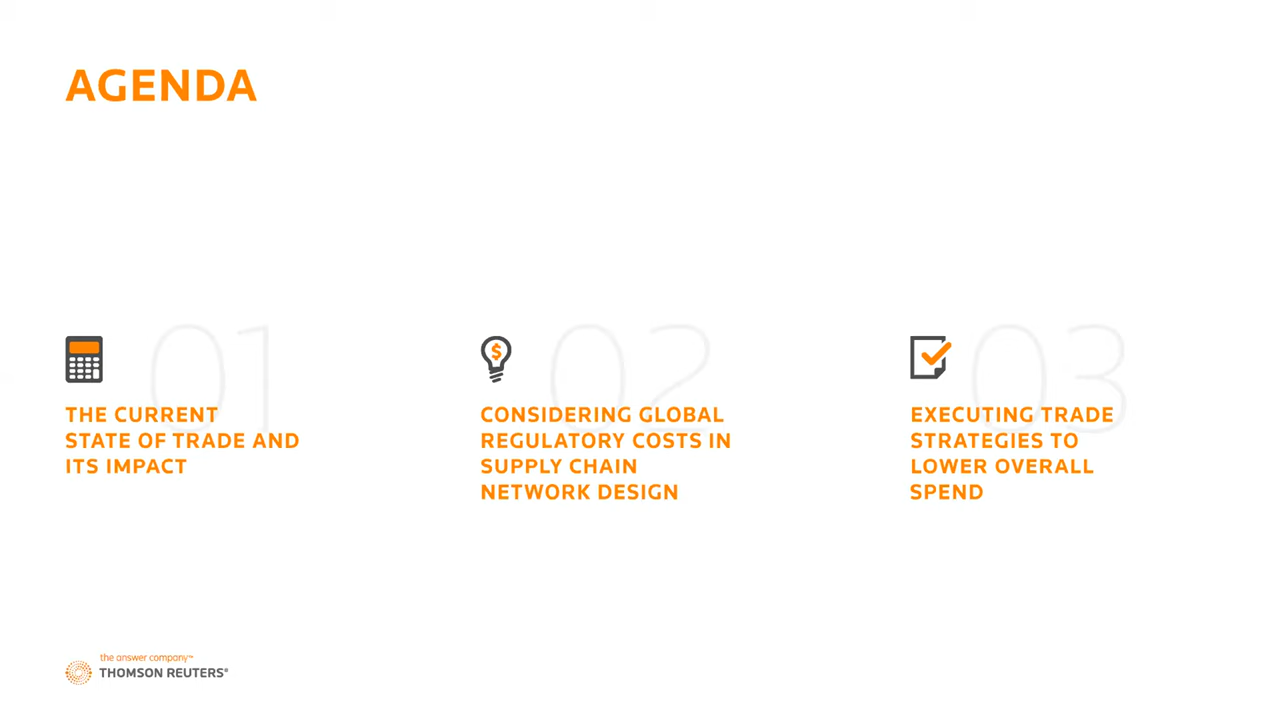 AGENDA
01
THE CURRENT
STATE OF TRADE AND
ITS IMPACT
02
CONSIDERING GLOBAL
REGULATORY COSTS IN
SUPPLY CHAIN
NETWORK DESIGN
03
EXECUTING TRADE
STRATEGIES TO
LOWER OVERALL
SPEND
the answer company™
THOMSON REUTERS®